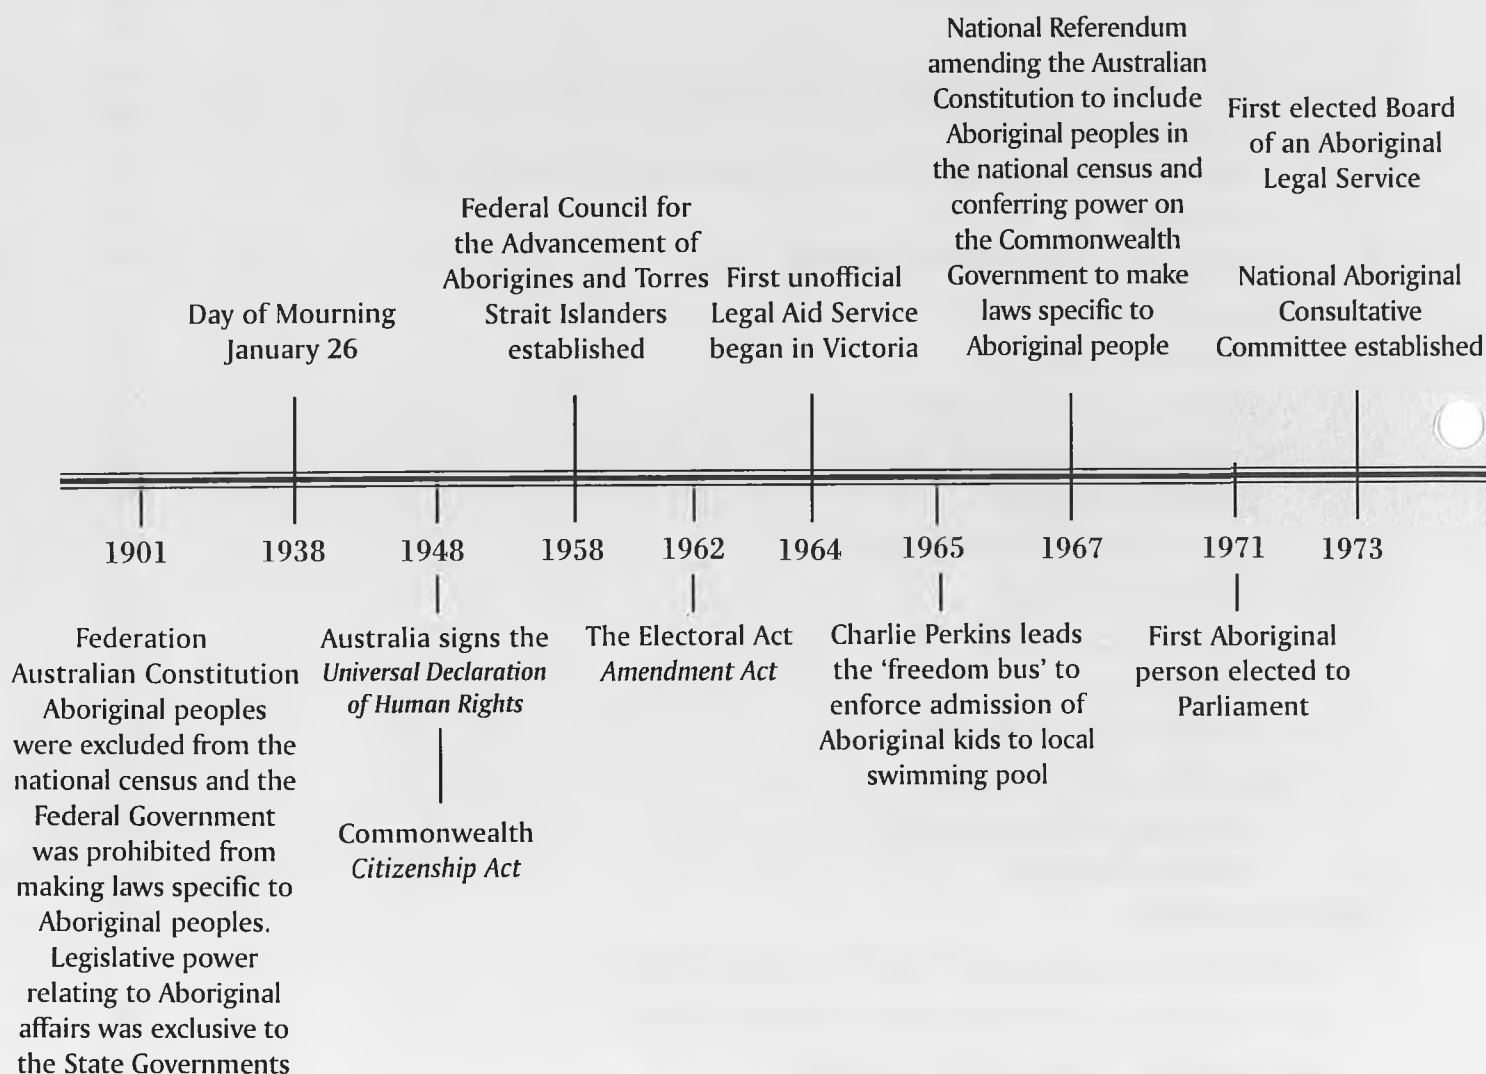 National Referendum
amending the Australian
Constitution to include
Aboriginal peoples in
the national census and
conferring power on
the Commonwealth
Government to make
laws specific to
Aboriginal people
First elected Board
of an Aboriginal
Legal Service
National Aboriginal
Consultative
Committee established
Federal Council for
the Advancement of
Aborigines and Torres
Strait Islanders
established
First unofficial
Legal Aid Service
began in Victoria
Day of Mourning
January 26
1901
1938
1948
1958
1962
1964
1965
1967
1971
1973
Federation
Australian Constitution
Aboriginal peoples
were excluded from the
national census and the
Federal Government
was prohibited from
making laws specific to
Aboriginal peoples.
Legislative power
relating to Aboriginal
affairs was exclusive to
the State Governments
Australia signs the
Universal Declaration
of Human Rights
Commonwealth
Citizenship Act
The Electoral Act
Amendment Act
Charlie Perkins leads
the ‘freedom bus’ to
enforce admission of
Aboriginal kids to local
swimming pool
First Aboriginal
person elected to
Parliament